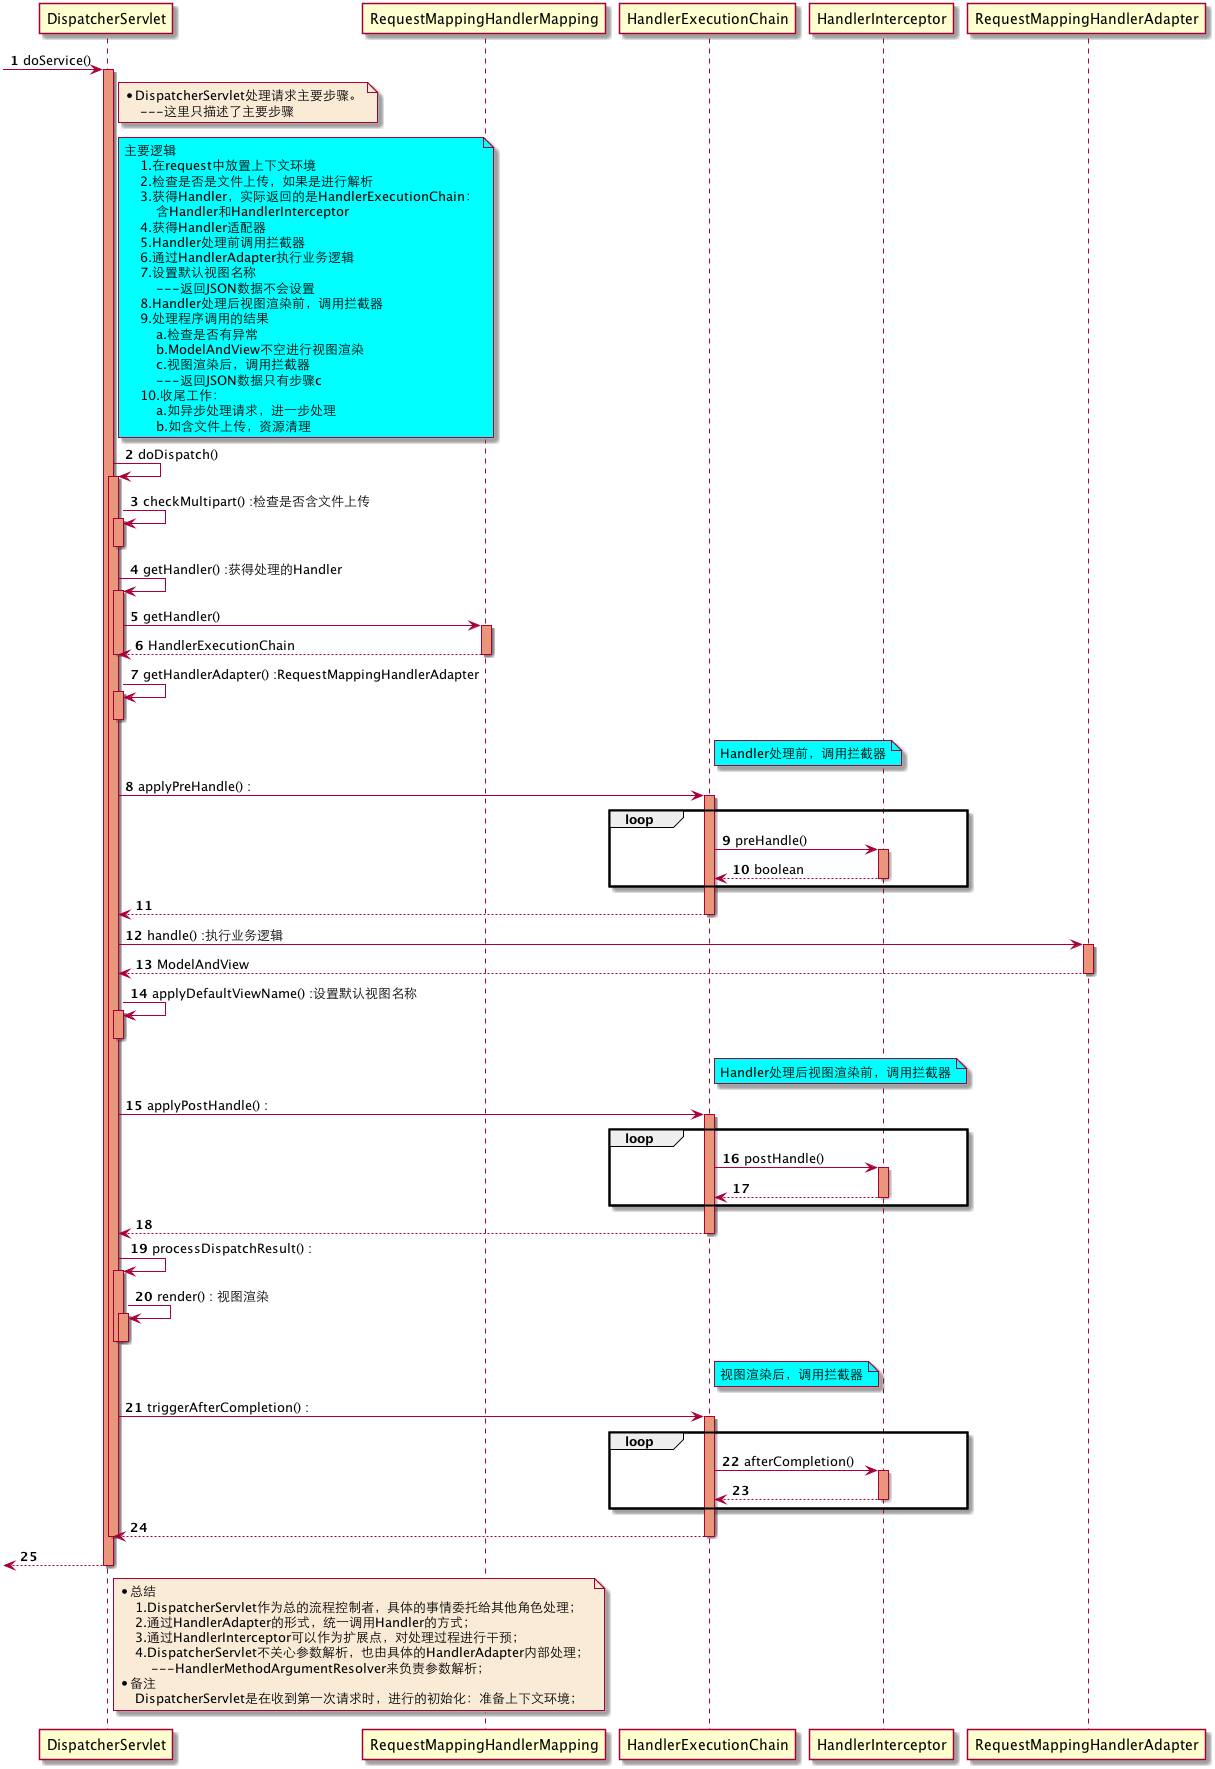 DispatcherServlet
RequestMappingHandlerMapping
HandlerExecutionChain
HandlerInterceptor
RequestMappingHandlerAdapter
1 doService()
•DispatcherServlet处理请求主要步骤。
---这里只描述了主要步骤
主要逻辑
1.在request中放置上下文环境
2.检查是否是文件上传，如果是进行解析
3.获得Handler，实际返回的是HandlerExecutionChain：
含Handler和HandlerInterceptor
4.获得Handler适配器
5.Handler处理前调用拦截器
6.通过HandlerAdapter执行业务逻辑
7.设置默认视图名称
---返回JSON数据不会设置
8.Handler处理后视图渲染前，调用拦截器
9.处理程序调用的结果
a.检查是否有异常
b.ModelAndView不空进行视图渲染
c.视图渲染后，调用拦截器
---返回JSON数据只有步骤c
10.收尾工作：
a.如异步处理请求，进一步处理
b.如含文件上传，资源清理
2 doDispatch()
3 checkMultipart() :检查是否含文件上传
4 getHandler() :获得处理的Handler
5 getHandler()
6 HandlerExecutionChain
7 getHandlerAdapter() :RequestMappingHandlerAdapter
Handler处理前，调用拦截器
8 applyPreHandle() :
loop
9 preHandle()
10 boolean
11
12 handle() :执行业务逻辑
13 ModelAndView
14 applyDefaultViewName() :设置默认视图名称
Handler处理后视图渲染前，调用拦截器
15 applyPostHandle() :
loop
16 postHandle()
17
18
19 processDispatchResult() :
20 render() : 视图渲染
视图渲染后，调用拦截器
21 triggerAfterCompletion() :
loop
22 afterCompletion()
23
24
25
•总结
1.DispatcherServlet作为总的流程控制者，具体的事情委托给其他角色处理；
2.通过HandlerAdapter的形式，统一调用Handler的方式；
3.通过HandlerInterceptor可以作为扩展点，对处理过程进行干预；
4.DispatcherServlet不关心参数解析，也由具体的HandlerAdapter内部处理；
---HandlerMethodArgumentResolver来负责参数解析；
•备注
DispatcherServlet是在收到第一次请求时，进行的初始化：准备上下文环境；
DispatcherServlet
RequestMappingHandlerMapping
HandlerExecutionChain
HandlerInterceptor
RequestMappingHandlerAdapter